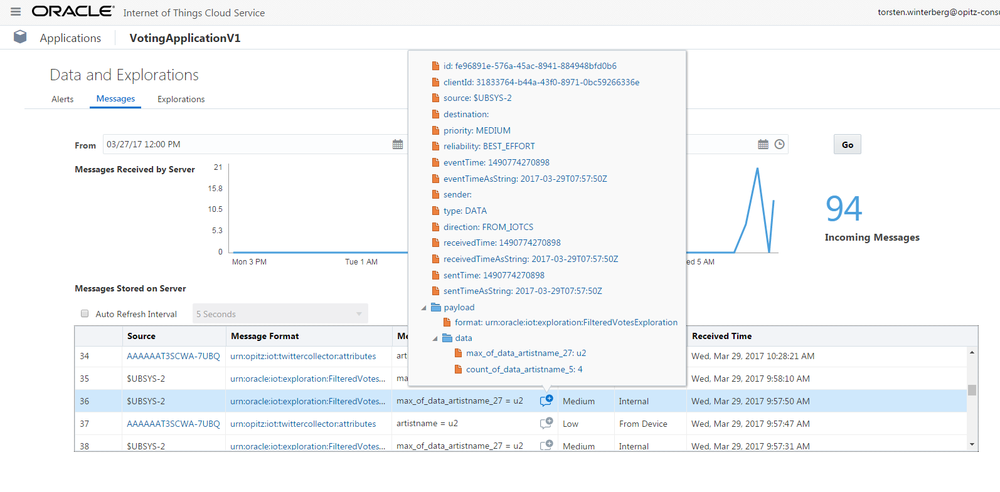 ORACLE® Internet of Things Cloud Service
torsten.winterberg@opitz-consu
Applications
VotingApplicationV1
Data and Explorations
Alerts Messages Explorations
From 03/27/17 12:00 PM
Go
Messages Received by Server
21
15.8
10.5
5.3
0
Mon 3 PM Tue 1 AM ed 5 AM
94
Incoming Messages
id: fe96891e-576a-45ac-8941-884948bfd0b6
clientId: 31833764-b44a-43f0-8971-0bc59266336e
source: $UBSYS-2
destination:
priority: MEDIUM
reliability: BEST_EFFORT
eventTime: 1490774270898
eventTimeAsString: 2017-03-29T07:57:50Z
sender:
type: DATA
direction: FROM_IOTCS
receivedTime: 1490774270898
receivedTimeAsString: 2017-03-29T07:57:50Z
sentTime: 1490774270898
sentTimeAsString: 2017-03-29T07:57:50Z
payload
format: urn:oracle:iot:exploration:FilteredVotesExploration
data
max_of_data_artistname_27: u2
count_of_data_artistname_5: 4
Messages Stored on Server
Auto Refresh Interval 5 Seconds
Source Message Format Me Received Time
34 AAAAAAT3SCWA-7UBQ urn:opitz:iot:twittercollector:attributes art Wed, Mar 29, 2017 10:28:21 AM
35 $UBSYS-2 urn:oracle:iot:exploration:FilteredVotes... ma Wed, Mar 29, 2017 9:58:10 AM
36 $UBSYS-2 urn:oracle:iot:exploration:FilteredVotes... max_of_data_artistname_27 = u2 Medium Internal Wed, Mar 29, 2017 9:57:50 AM
37 AAAAAAT3SCWA-7UBQ urn:opitz:iot:twittercollector:attributes artistname = u2 Low From Device Wed, Mar 29, 2017 9:57:47 AM
38 $UBSYS-2 urn:oracle:iot:exploration:FilteredVotes... max_of_data_artistname_27 = u2 Medium Internal Wed, Mar 29, 2017 9:57:31 AM